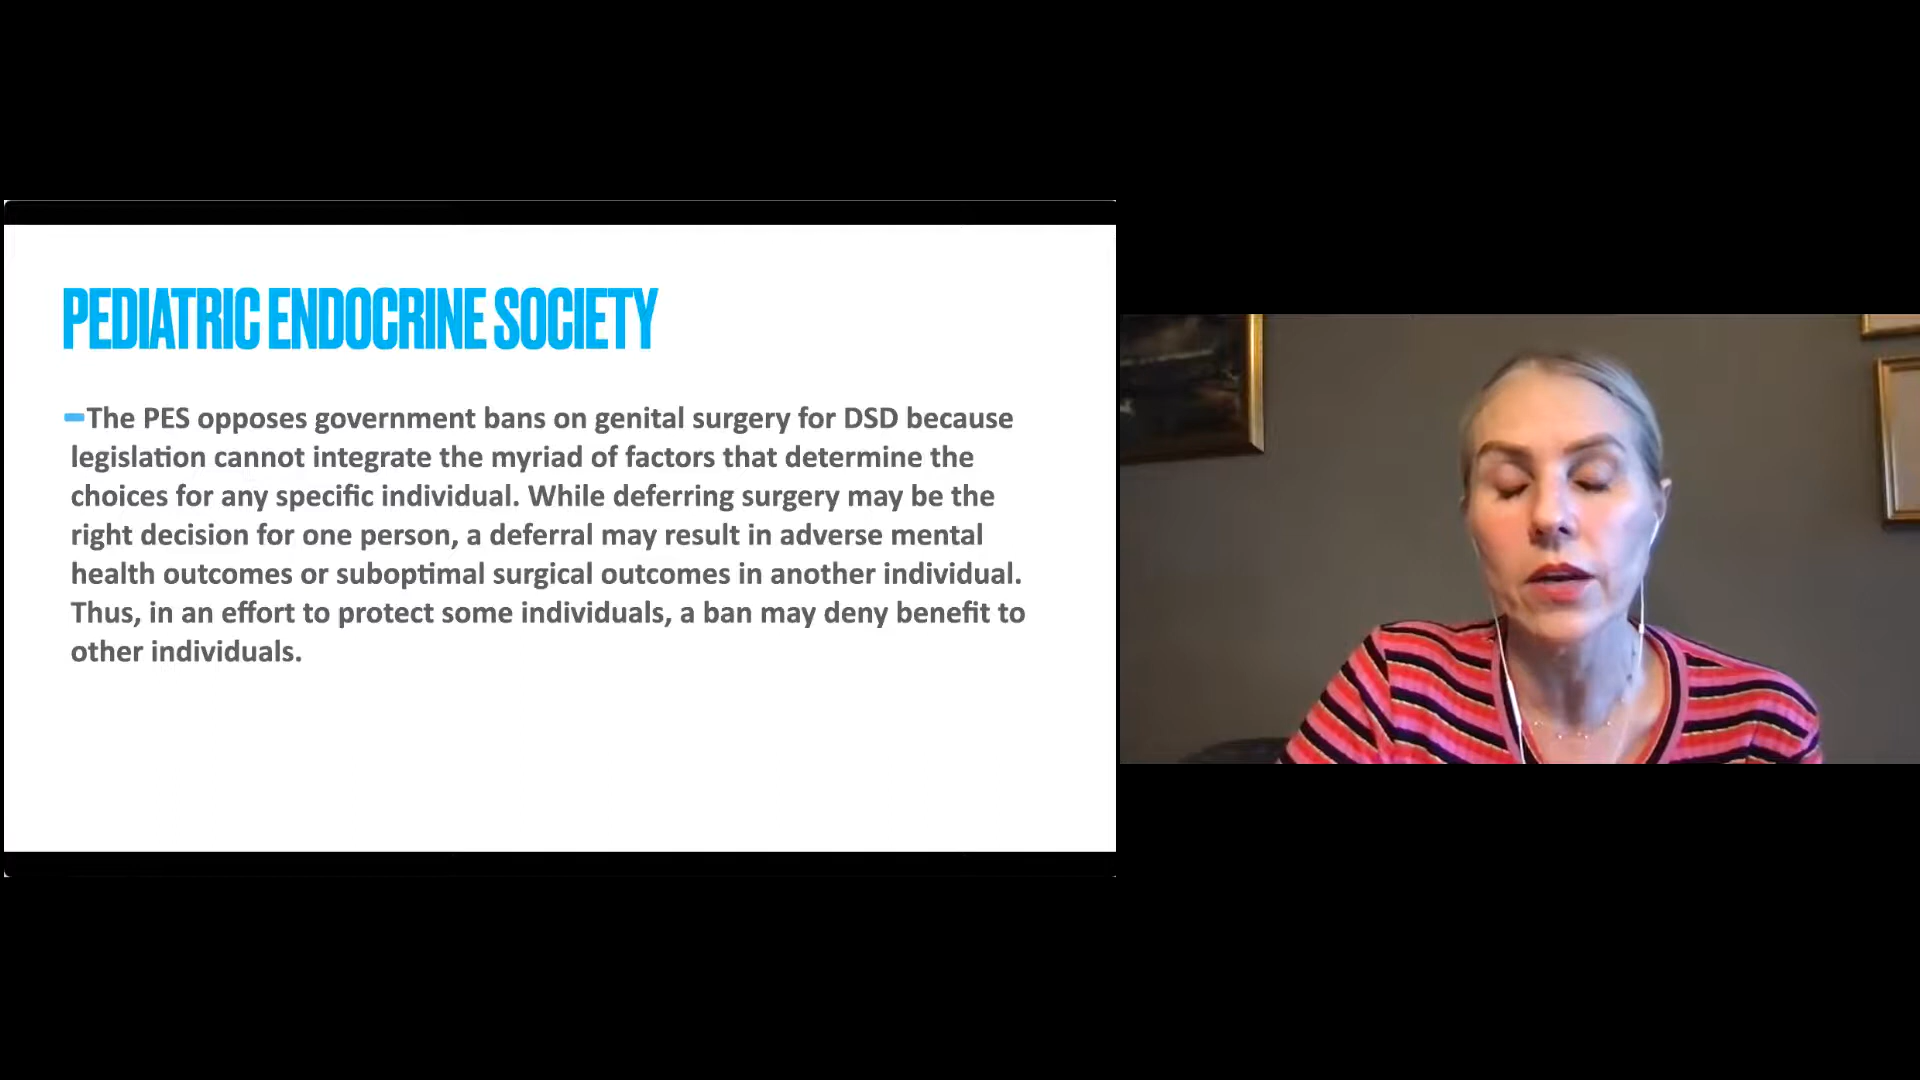 PEDIATRIC ENDOCRINE SOCIETY
The PES opposes government bans on genital surgery for DSD because
legislation cannot integrate the myriad of factors that determine the
choices for any specific individual. While deferring surgery may be the
right decision for one person, a deferral may result in adverse mental
health outcomes or suboptimal surgical outcomes in another individual.
Thus, in an effort to protect some individuals, a ban may deny benefit to
other individuals.